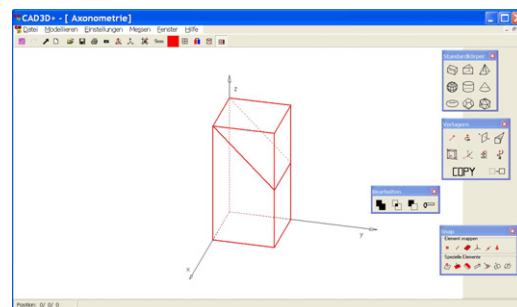 CAD3D+ - [ Axonometrie]
Datei Modellieren Einstellungen Messen Fenster Hilfe
Standardkörper
z
Verlagern
COPY
Bearbeiten
y
Snap
Element snappen
x
Spezielle Elemente
Position: 0/ 0/ 0